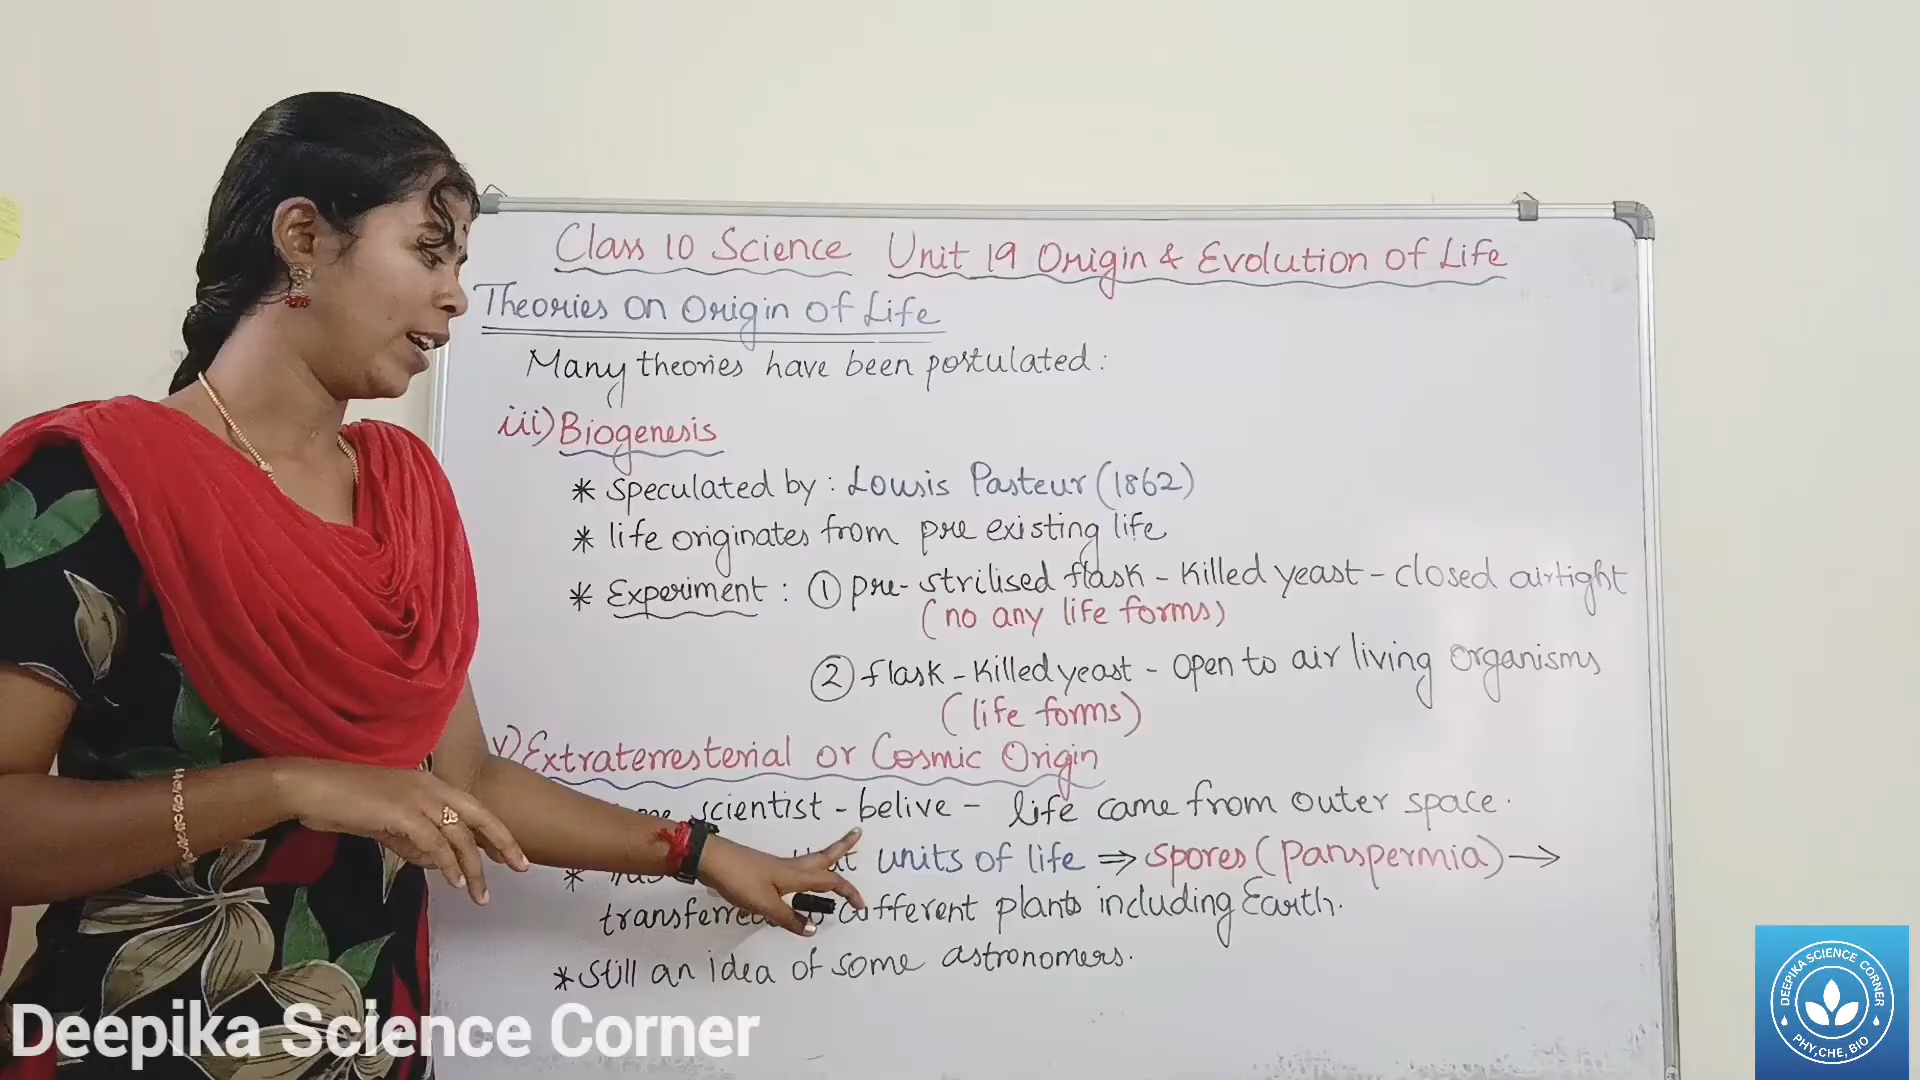 Class 10 Science Unit 19 Origin & Evolution of Life
Theories on Origin of Life
Many theories have been postulated:
iii) Biogenesis
* Speculated by: Lousis Pasteur (1862)
* life originates from pre existing life
* Experiment: ① pre-strilised flask - Killed yeast - closed airtight
(no any life forms)
② flask - Killed yeast - open to air living organisms
(life forms)
v) Extraterresterial or Cosmic Origin
scientist - belive - life came from outer space.
* units of life ⇒ spores (panspermia) →
different plants including Earth.
* Still an idea of some astronomers.
Deepika Science Corner
DEEPIKA SCIENCE CORNER
PHY, CHE, BIO